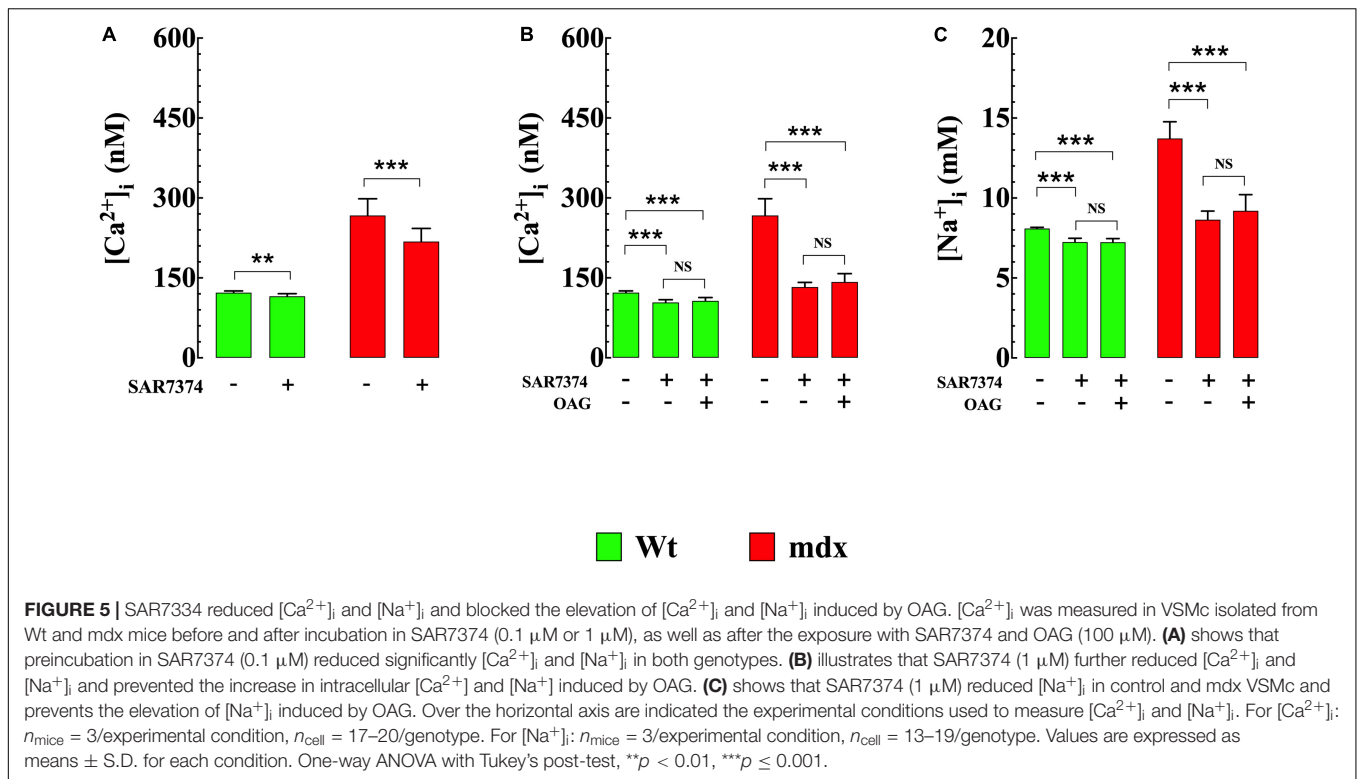 A
600
450
300
150
0
[Ca2+]i (nM)
**
***
SAR7374
- + - +
B
600
450
300
150
0
[Ca2+]i (nM)
***
***
NS
***
***
NS
SAR7374 - + + - + +
OAG - - + - - +
C
20
15
10
5
0
[Na+]i (mM)
***
***
NS
***
***
NS
SAR7374 - + + - + +
OAG - - + - - +
Wt mdx
FIGURE 5 | SAR7334 reduced [Ca2+]i and [Na+]i and blocked the elevation of [Ca2+]i and [Na+]i induced by OAG. [Ca2+]i was measured in VSMc isolated from
Wt and mdx mice before and after incubation in SAR7374 (0.1 μM or 1 μM), as well as after the exposure with SAR7374 and OAG (100 μM). (A) shows that
preincubation in SAR7374 (0.1 μM) reduced significantly [Ca2+]i and [Na+]i in both genotypes. (B) illustrates that SAR7374 (1 μM) further reduced [Ca2+]i and
[Na+]i and prevented the increase in intracellular [Ca2+] and [Na+] induced by OAG. (C) shows that SAR7374 (1 μM) reduced [Na+]i in control and mdx VSMc and
prevents the elevation of [Na+]i induced by OAG. Over the horizontal axis are indicated the experimental conditions used to measure [Ca2+]i and [Na+]i. For [Ca2+]i:
nmice = 3/experimental condition, ncell = 17–20/genotype. For [Na+]i: nmice = 3/experimental condition, ncell = 13–19/genotype. Values are expressed as
means ± S.D. for each condition. One-way ANOVA with Tukey's post-test, **p < 0.01, ***p ≤ 0.001.